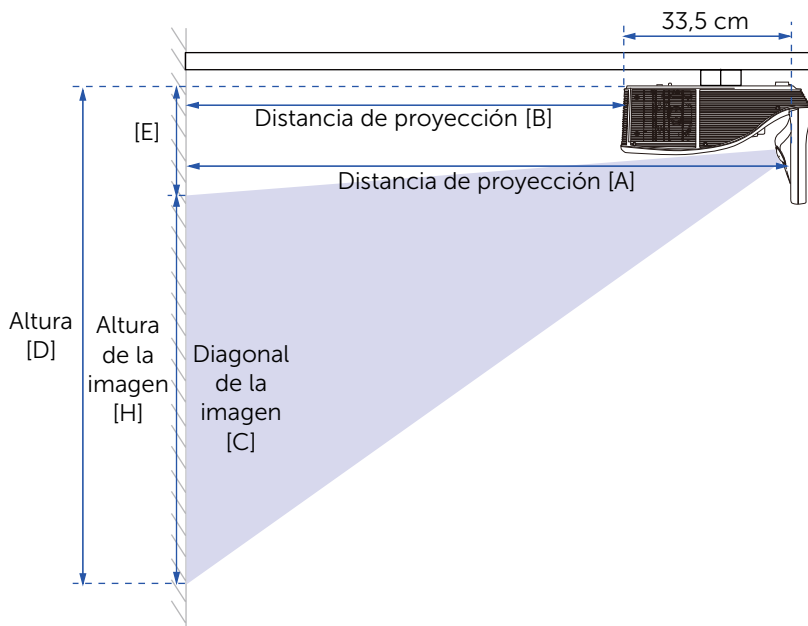 33,5 cm
Distancia de proyección [B]
[E]
Distancia de proyección [A]
Altura
[D]
Altura
de la
imagen
[H]
Diagonal
de la
imagen
[C]